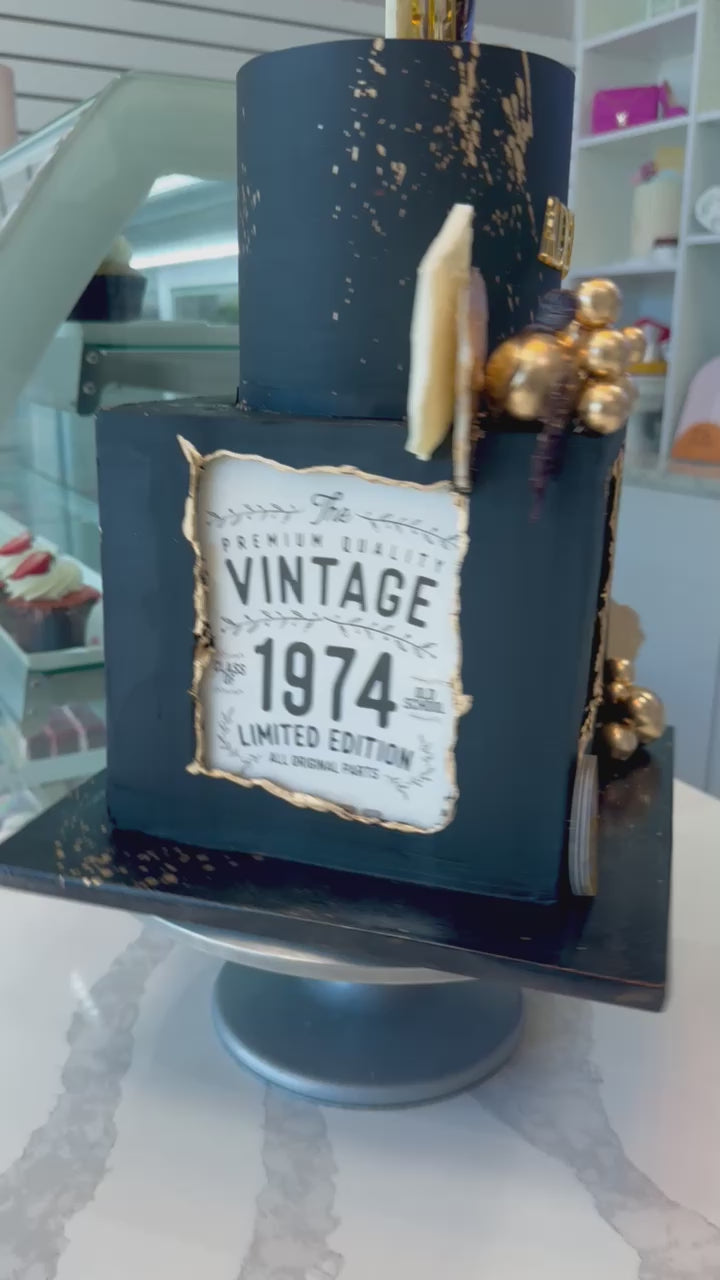 The
PREMIUM QUALITY
VINTAGE
CLASS OF
1974
OLD SCHOOL
LIMITED EDITION
ALL ORIGINAL PARTS